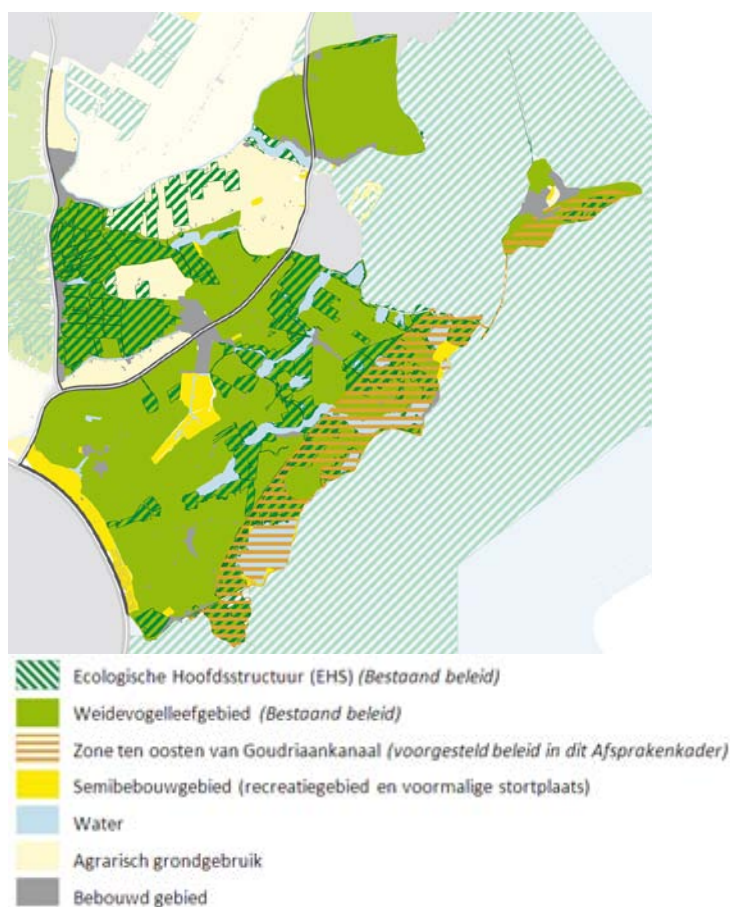 Ecologische Hoofdsstructuur (EHS) (Bestaand beleid)
Weidevogelleefgebied (Bestaand beleid)
Zone ten oosten van Goudriaankanaal (voorgesteld beleid in dit Afsprakenkader)
Semibebouwgebied (recreatiegebied en voormalige stortplaats)
Water
Agrarisch grondgebruik
Bebouwd gebied